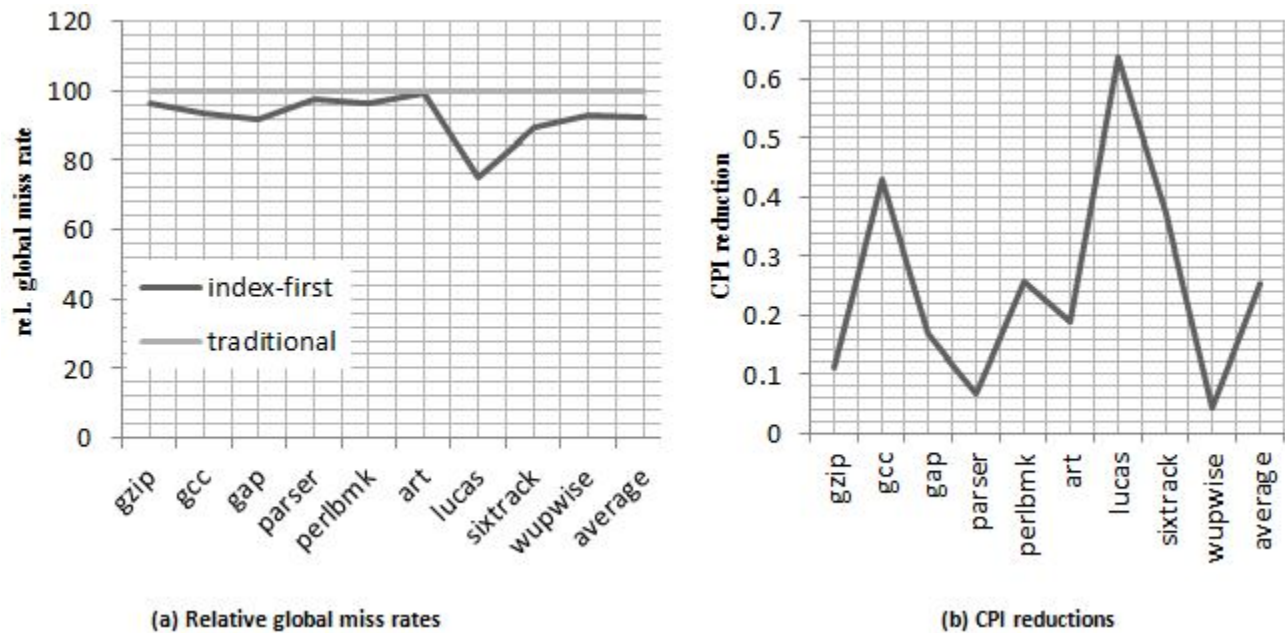 120
100
80
60
40
20
0
rel. global miss rate
index-first
traditional
gzip
gcc
gap
parser
perlbmk
art
lucas
sixtrack
wupwise
average
(a) Relative global miss rates
0.7
0.6
0.5
0.4
0.3
0.2
0.1
0
CPI reduction
gzip
gcc
gap
parser
perlbmk
art
lucas
sixtrack
wupwise
average
(b) CPI reductions